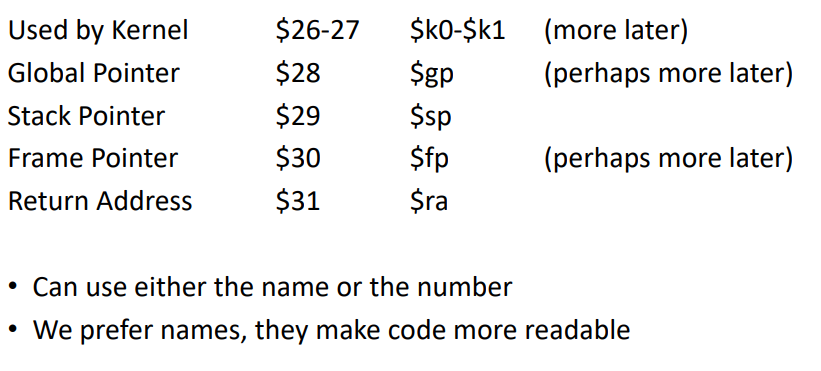 Used by Kernel $26-27 $k0-$k1 (more later)
Global Pointer $28 $gp (perhaps more later)
Stack Pointer $29 $sp
Frame Pointer $30 $fp (perhaps more later)
Return Address $31 $ra
• Can use either the name or the number
• We prefer names, they make code more readable